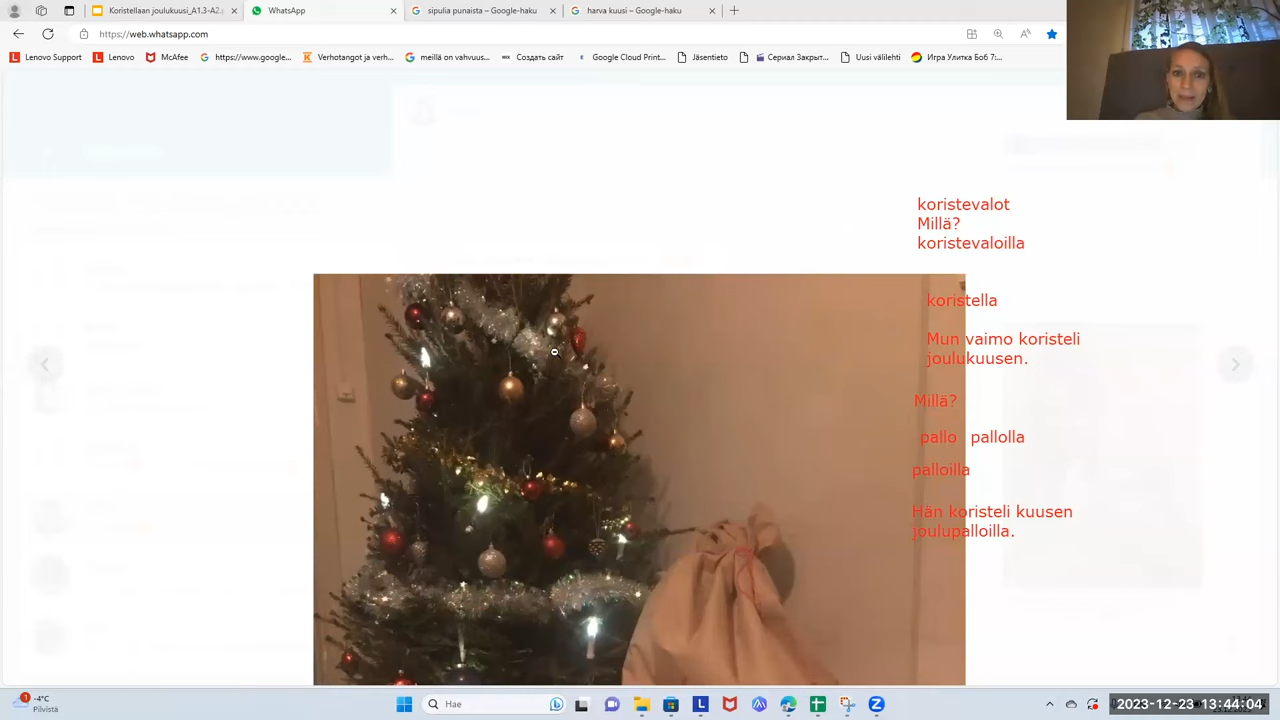 Koristellaan joulukuusi_A1.3-A2.p
WhatsApp
sipulia punaista – Google-haku
harva kuusi – Google-haku
https://web.whatsapp.com
Lenovo Support
Lenovo
McAfee
https://www.google...
Verhotangot ja verh...
meillä on vahvuus...
Создать сайт
Google Cloud Print...
Jäsentieto
Сериал Закрыт...
Uusi välilehti
Игра Улитка Боб 7:...
koristevalot
Millä?
koristevaloilla
koristella
Mun vaimo koristeli
joulukuusen.
Millä?
pallo pallolla
palloilla
Hän koristeli kuusen
joulupalloilla.
1
-4°C
Pilvistä
Hae
2023-12-23 13:44:04